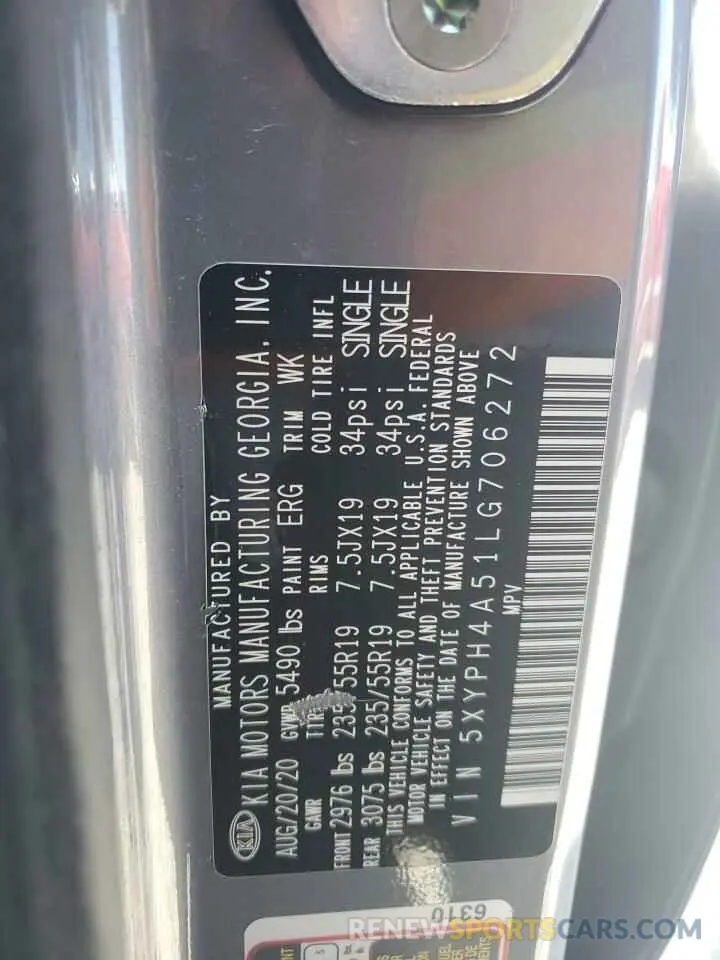 MANUFACTURED BY
KIA KIA MOTORS MANUFACTURING GEORGIA, INC.
AUG/20/20 GVWR 5490 lbs PAINT ERG TRIM WK
GAWR RIMS COLD TIRE INFL
FRONT 2976 lbs 235/55R19 7.5JX19 34psi SINGLE
REAR 3075 lbs 235/55R19 7.5JX19 34psi SINGLE
THIS VEHICLE CONFORMS TO ALL APPLICABLE U.S.A. FEDERAL
MOTOR VEHICLE SAFETY AND THEFT PREVENTION STANDARDS
IN EFFECT ON THE DATE OF MANUFACTURE SHOWN ABOVE
VIN 5XYPH4A51LG706272
MPV
6310
RENEWSPORTSCARS.COM